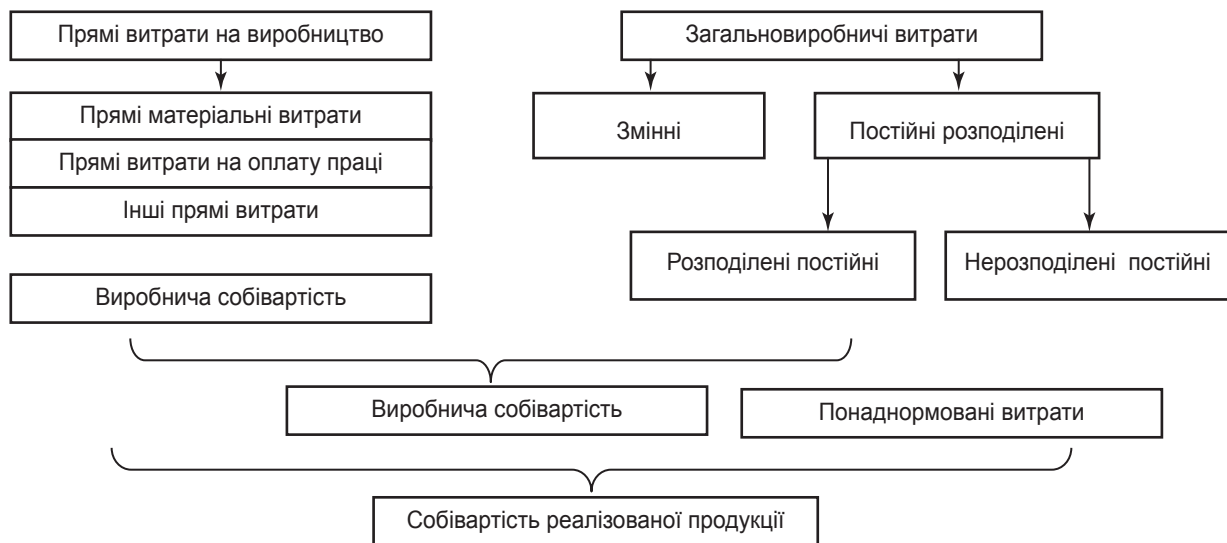 Прямі витрати на виробництво
Загальновиробничі витрати
Прямі матеріальні витрати
Прямі витрати на оплату праці
Інші прямі витрати
Змінні
Постійні розподілені
Розподілені постійні
Нерозподілені постійні
Виробнича собівартість
Виробнича собівартість
Понаднормовані витрати
Собівартість реалізованої продукції